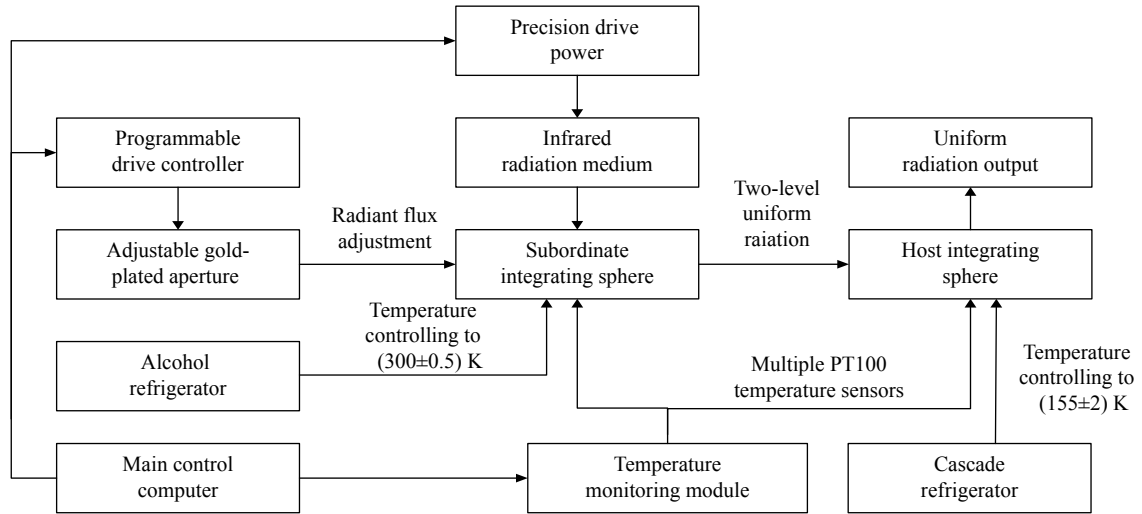 Precision drive
power
Programmable
drive controller
Infrared
radiation medium
Uniform
radiation output
Radiant flux
adjustment
Two-level
uniform
raiation
Adjustable gold-
plated aperture
Subordinate
integrating sphere
Host integrating
sphere
Temperature
controlling to
(300±0.5) K
Alcohol
refrigerator
Multiple PT100
temperature sensors
Temperature
controlling to
(155±2) K
Main control
computer
Temperature
monitoring module
Cascade
refrigerator